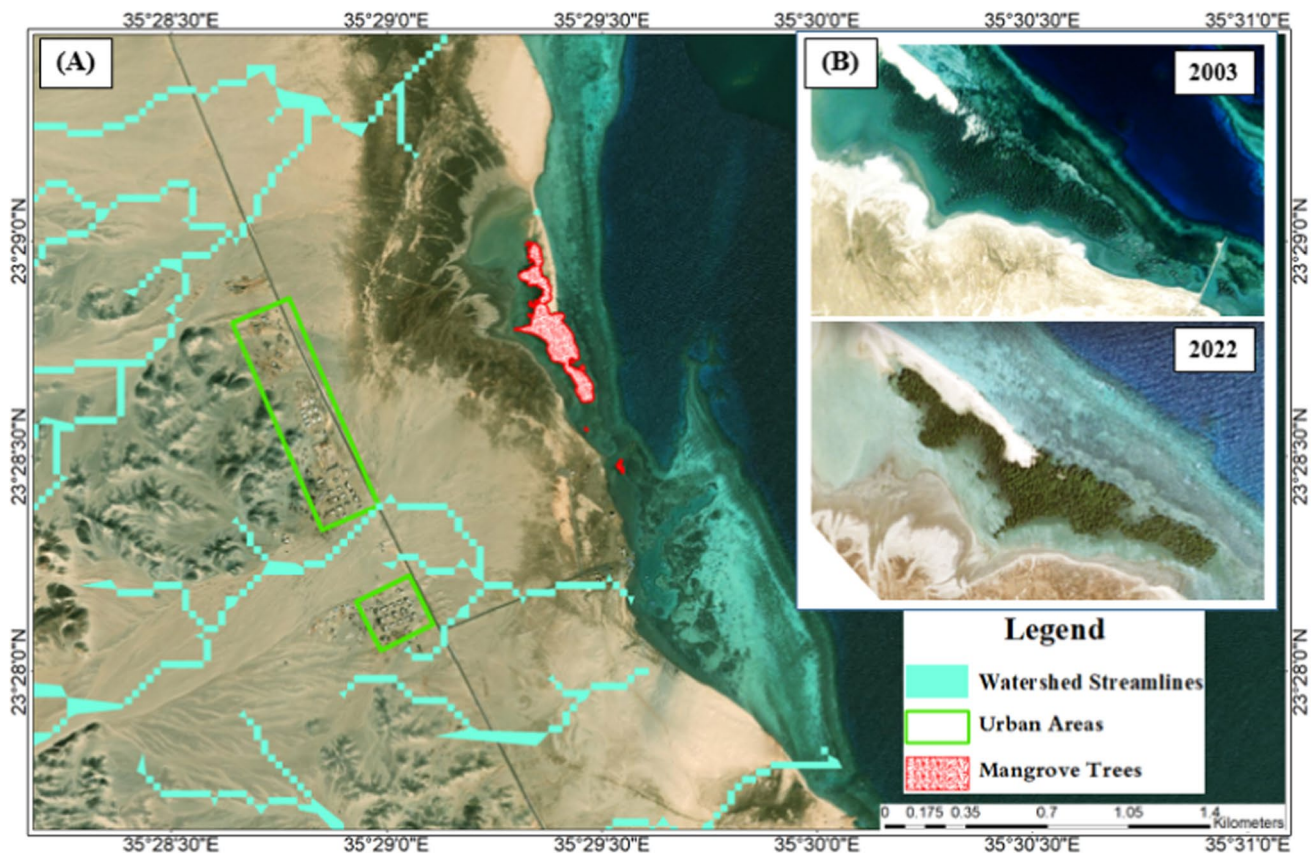 35°28'30"E 35°29'0"E 35°29'30"E 35°30'0"E 35°30'30"E 35°31'0"E
(A)
(B)
2003
23°29'0"N
23°29'0"N
2022
23°28'30"N
23°28'30"N
Legend
23°28'0"N
23°28'0"N
Watershed Streamlines
Urban Areas
Mangrove Trees
0 0.175 0.35 0.7 1.05 1.4
Kilometers
35°28'30"E 35°29'0"E 35°29'30"E 35°30'0"E 35°30'30"E 35°31'0"E